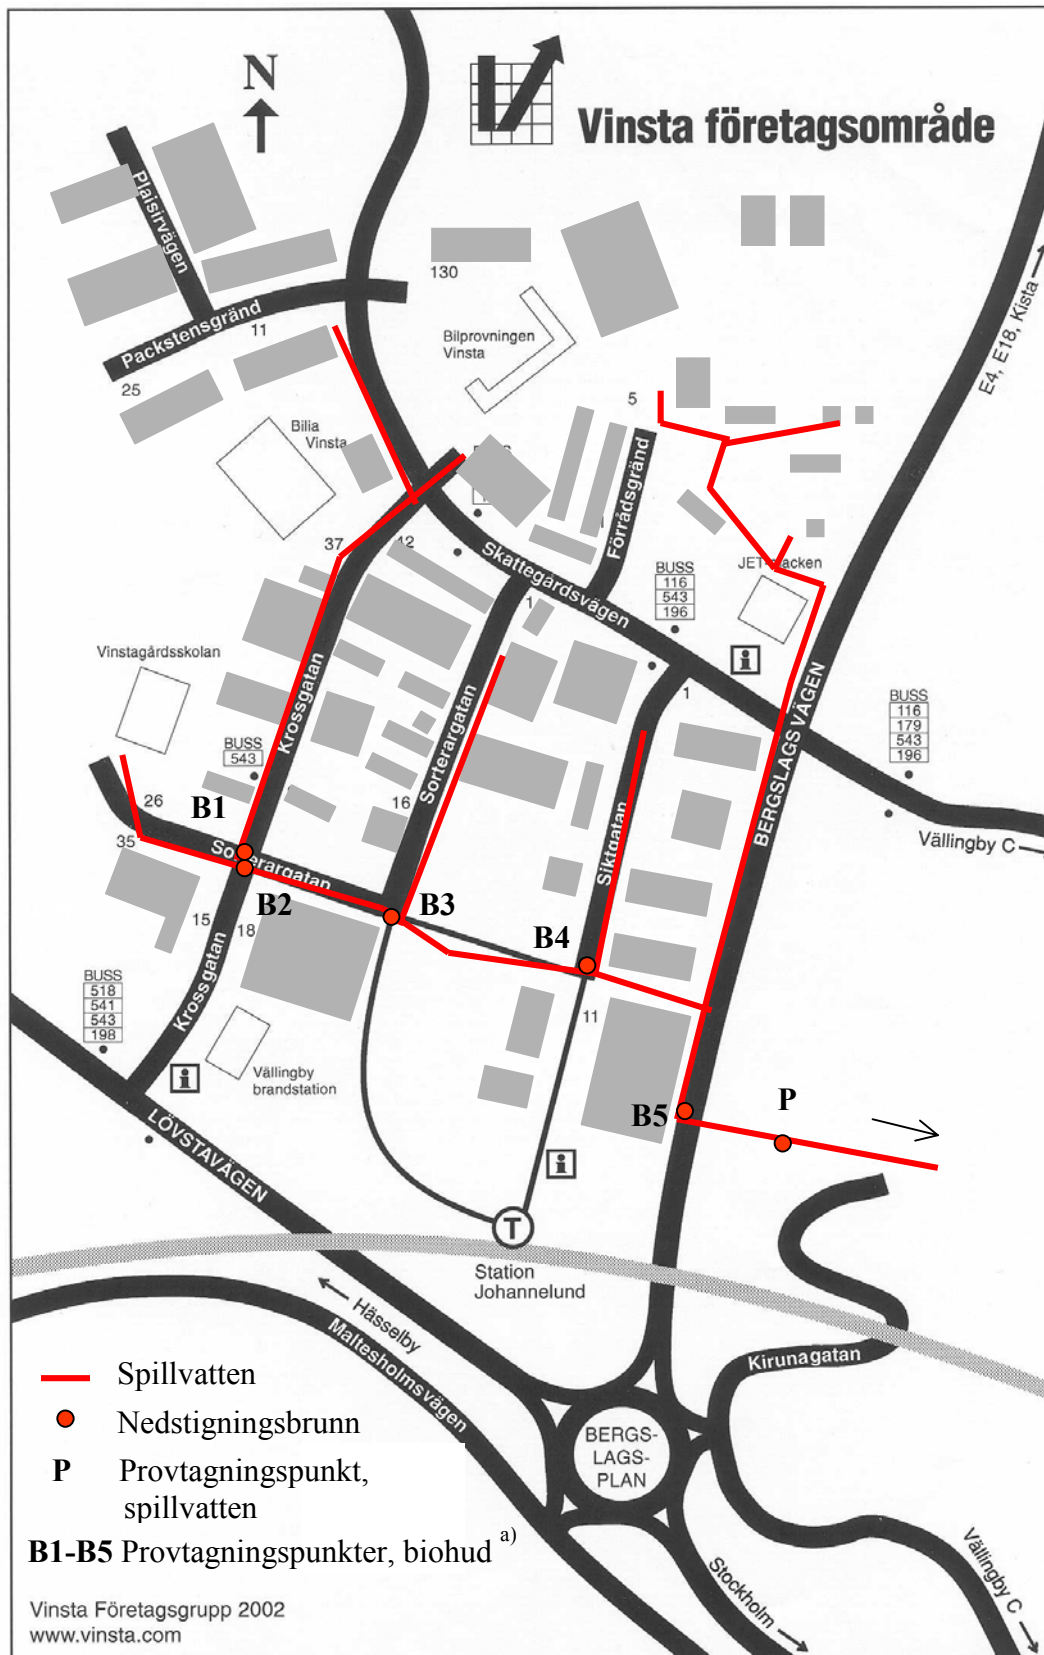 N
Vinsta företagsområde
Plaisirvägen
130
Packstensgränd
11
25
Bilprovningen
Vinsta
E4, E18, Kista
5
Bilia
Vinsta
Förrådsgränd
37
42
Skattegårdsvägen
1
BUSS
116
543
196
JET-macken
i
Vinstagårdsskolan
Krossgatan
Sorterargatan
1
BERGSLAGSVÄGEN
BUSS
116
179
543
196
BUSS
543
26
B1
16
Siktgatan
Vällingby C
35
Sorterargatan
B2
B3
B4
15
18
Krossgatan
BUSS
518
541
543
198
11
i
Vällingby
brandstation
B5
P
LÖVSTAVÄGEN
i
T
Station
Johannelund
Hässelby
Maltesholmsvägen
Kirunagatan
Spillvatten
Nedstigningsbrunn
BERGS-
LAGS-
PLAN
P Provtagningspunkt,
spillvatten
B1-B5 Provtagningspunkter, biohud a)
Stockholm
Vällingby C
Vinsta Företagsgrupp 2002
www.vinsta.com